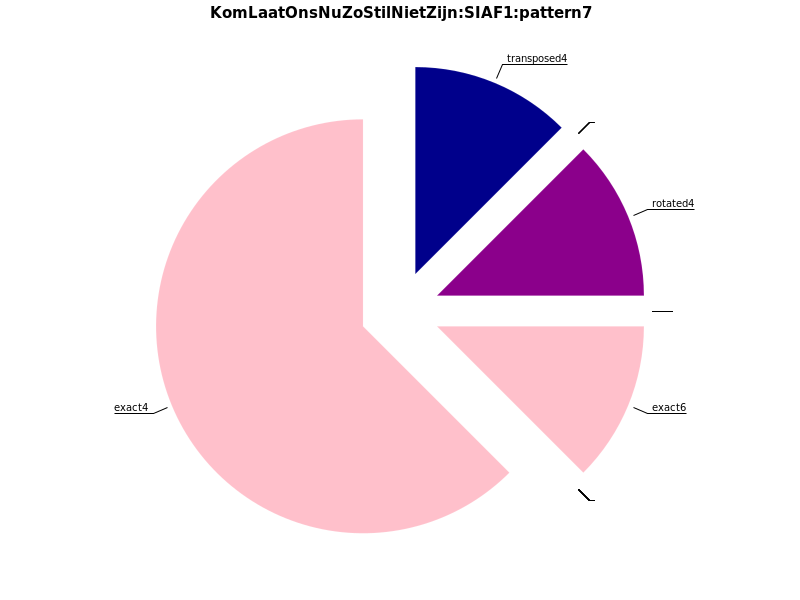 KomLaatOnsNuZoStilNietZijn:SIAF1:pattern7
transposed4
rotated4
exact4
exact6